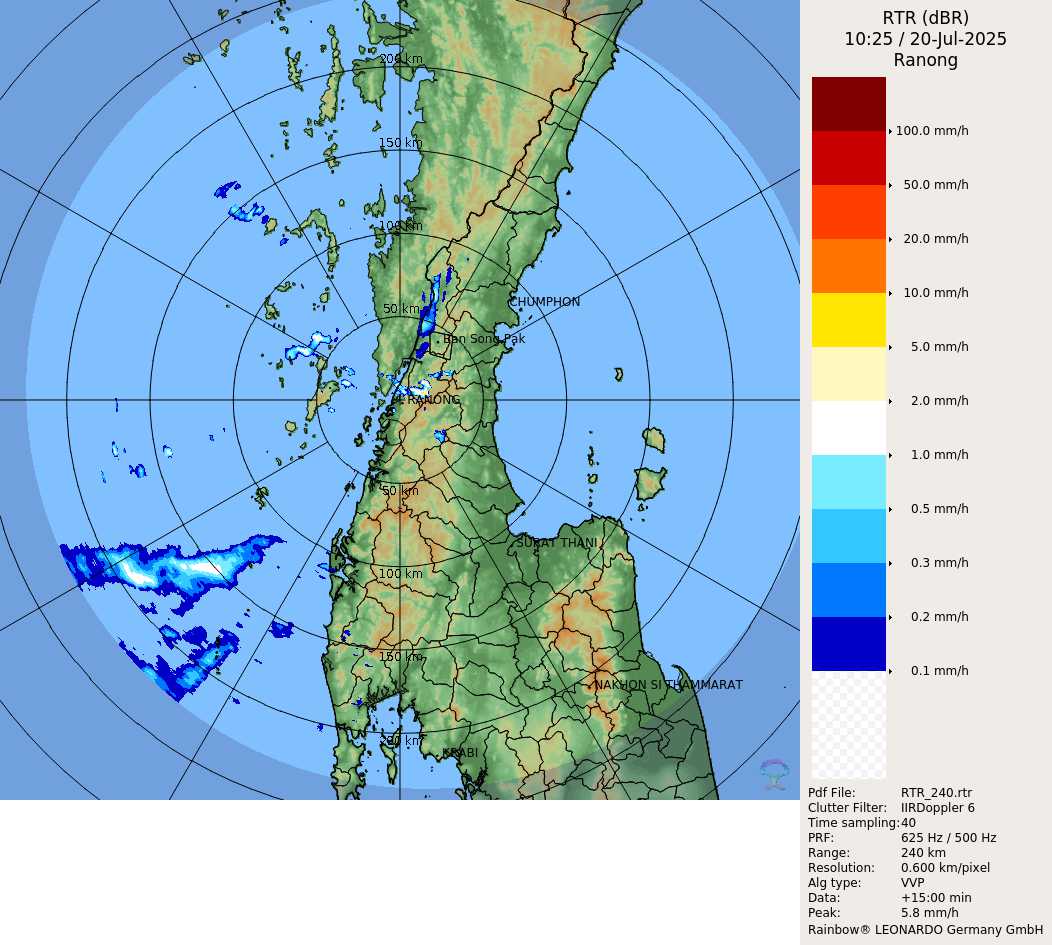 RTR (dBR)
10:25 / 20-Jul-2025
Ranong
200 km
150 km
100 km
50 km
CHUMPHON
Ban Song Pak
RANONG
50 km
SURAT THANI
100 km
150 km
NAKHON SI THAMMARAT
200 km
KRABI
100.0 mm/h
50.0 mm/h
20.0 mm/h
10.0 mm/h
5.0 mm/h
2.0 mm/h
1.0 mm/h
0.5 mm/h
0.3 mm/h
0.2 mm/h
0.1 mm/h
Pdf File: RTR_240.rtr
Clutter Filter: IIRDoppler 6
Time sampling:40
PRF: 625 Hz / 500 Hz
Range: 240 km
Resolution: 0.600 km/pixel
Alg type: VVP
Data: +15:00 min
Peak: 5.8 mm/h
Rainbow® LEONARDO Germany GmbH